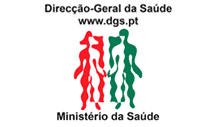 Direcção-Geral da Saúde
www.dgs.pt
Ministério da Saúde